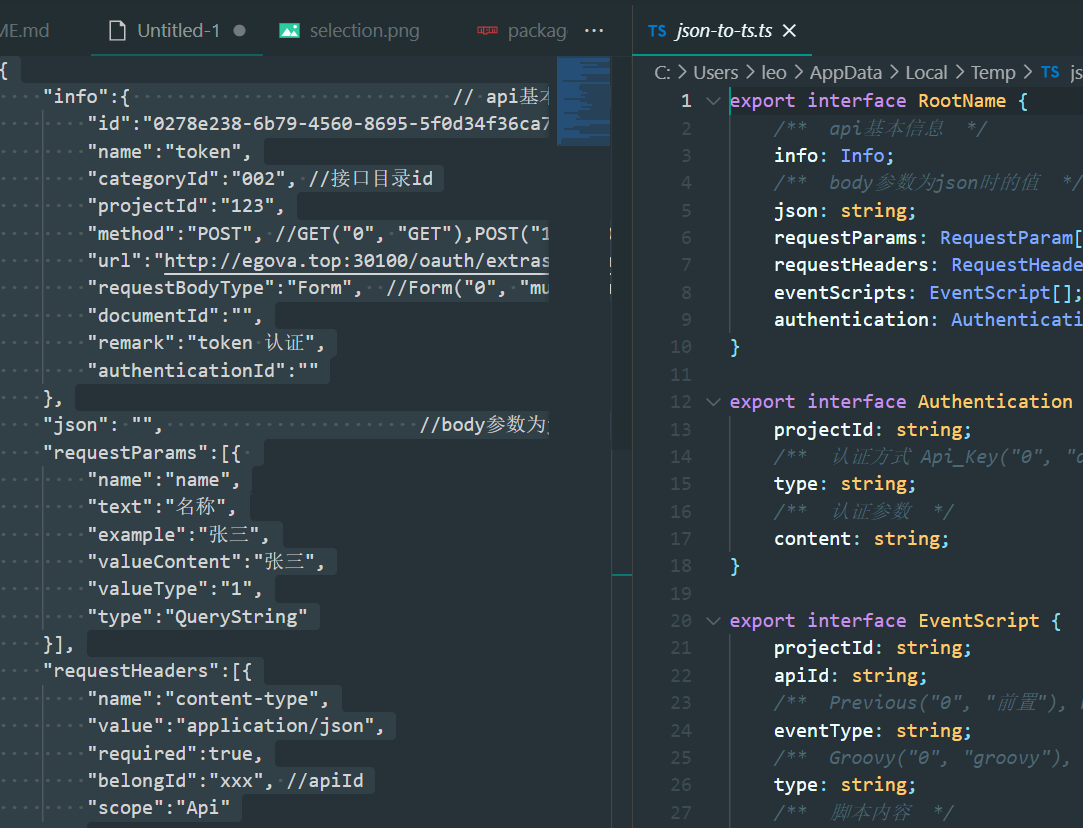 ME.md
Untitled-1
selection.png
packag
···
TS json-to-ts.ts
{
"info":{ // api基本
"id":"0278e238-6b79-4560-8695-5f0d34f36ca7
"name":"token",
"categoryId":"002", //接口目录id
"projectId":"123",
"method":"POST", //GET("0", "GET"),POST("1
"url":"http://egova.top:30100/oauth/extras
"requestBodyType":"Form", //Form("0", "mu
"documentId":"",
"remark":"token 认证",
"authenticationId":""
},
"json": "", //body参数为
"requestParams":[{
"name":"name",
"text":"名称",
"example":"张三",
"valueContent":"张三",
"valueType":"1",
"type":"QueryString"
}],
"requestHeaders":[{
"name":"content-type",
"value":"application/json",
"required":true,
"belongId":"xxx", //apiId
"scope":"Api"
C: > Users > leo > AppData > Local > Temp > TS js
1 export interface RootName {
2 /** api基本信息 */
3 info: Info;
4 /** body参数为json时的值 */
5 json: string;
6 requestParams: RequestParam[
7 requestHeaders: RequestHeade
8 eventScripts: EventScript[];
9 authentication: Authenticati
10 }
11
12 export interface Authentication
13 projectId: string;
14 /** 认证方式 Api_Key("0", "a
15 type: string;
16 /** 认证参数 */
17 content: string;
18 }
19
20 export interface EventScript {
21 projectId: string;
22 apiId: string;
23 /** Previous("0", "前置"),
24 eventType: string;
25 /** Groovy("0", "groovy"),
26 type: string;
27 /** 脚本内容 */